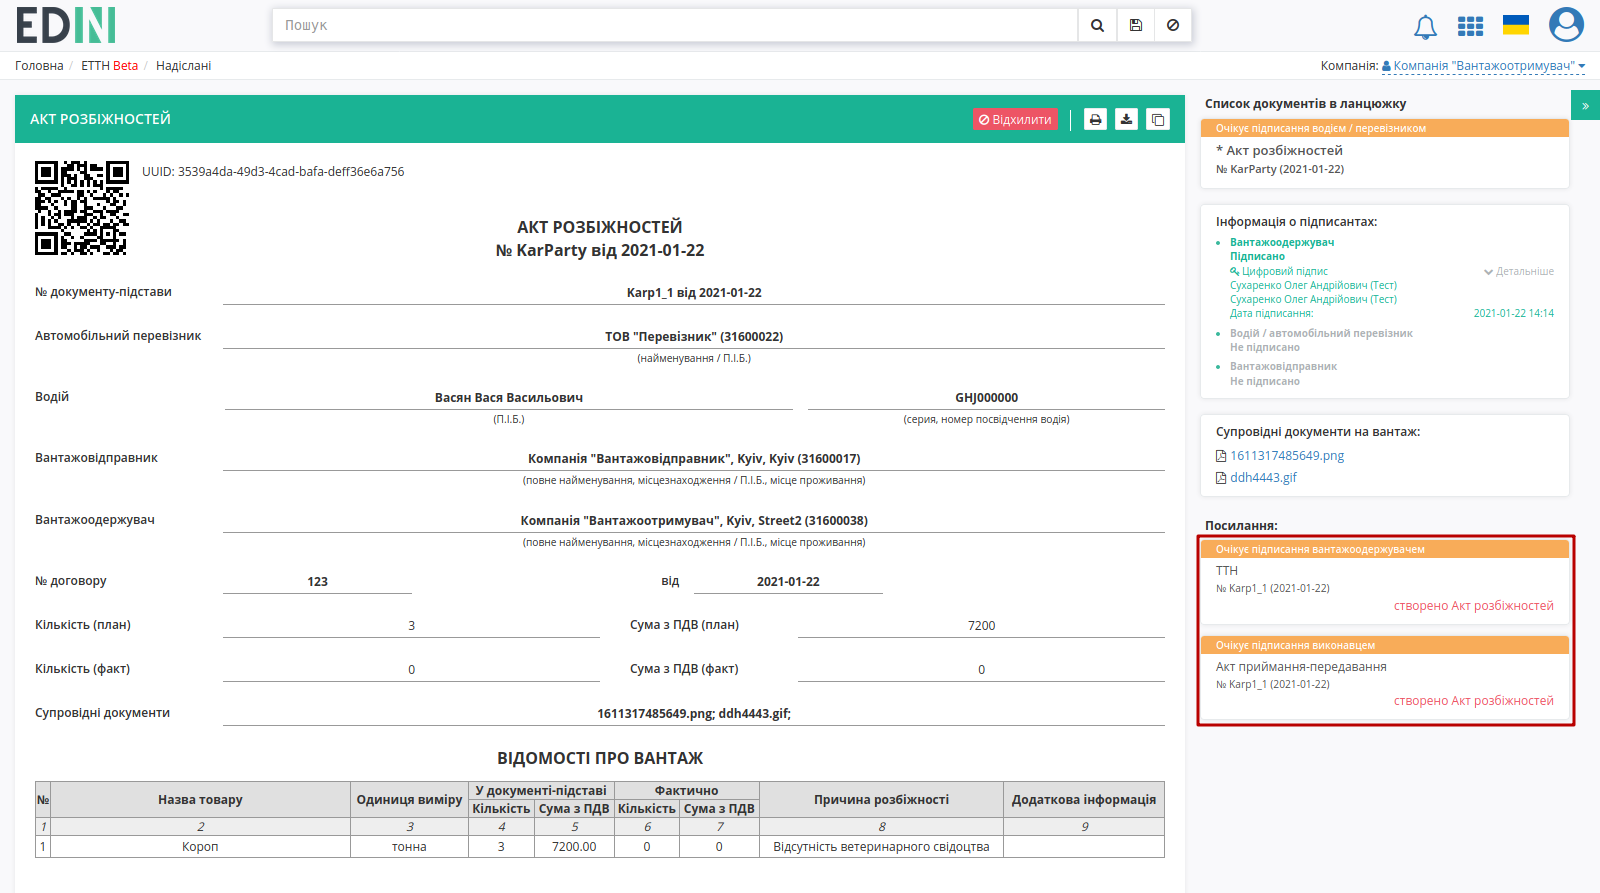 EDIN
Пошук
Головна / ЕТТН Beta / Надіслані
Компанія: Компанія "Вантажоотримувач"
АКТ РОЗБІЖНОСТЕЙ
Відхилити
UUID: 3539a4da-49d3-4cad-bafa-deff36e6a756
АКТ РОЗБІЖНОСТЕЙ
№ KarParty від 2021-01-22
№ документу-підстави
Karp1_1 від 2021-01-22
Автомобільний перевізник
ТОВ "Перевізник" (31600022)
(найменування / П.І.Б.)
Водій
Васян Вася Васильович
GHJ000000
(П.І.Б.)
(серия, номер посвідчення водія)
Вантажовідправник
Компанія "Вантажовідправник", Kyiv, Kyiv (31600017)
(повне найменування, місцезнаходження / П.І.Б., місце проживання)
Вантажоодержувач
Компанія "Вантажоотримувач", Kyiv, Street2 (31600038)
(повне найменування, місцезнаходження / П.І.Б., місце проживання)
№ договору
123
від
2021-01-22
Кількість (план)
3
Сума з ПДВ (план)
7200
Кількість (факт)
0
Сума з ПДВ (факт)
0
Супровідні документи
1611317485649.png; ddh4443.gif;
ВІДОМОСТІ ПРО ВАНТАЖ
№ Назва товару Одиниця виміру У документі-підставі Фактично Причина розбіжності Додаткова інформація
Кількість Сума з ПДВ Кількість Сума з ПДВ
1 2 3 4 5 6 7 8 9
1 Короп тонна 3 7200.00 0 0 Відсутність ветеринарного свідоцтва
Список документів в ланцюжку
»
Очікує підписання водієм / перевізником
* Акт розбіжностей
№ KarParty (2021-01-22)
Інформація о підписантах:
Вантажоодержувач
Підписано
Цифровий підпис
Детальніше
Сухаренко Олег Андрійович (Тест)
Сухаренко Олег Андрійович (Тест)
Дата підписання: 2021-01-22 14:14
Водій / автомобільний перевізник
Не підписано
Вантажовідправник
Не підписано
Супровідні документи на вантаж:
1611317485649.png
ddh4443.gif
Посилання:
Очікує підписання вантажоодержувачем
ТТН
№ Karp1_1 (2021-01-22)
створено Акт розбіжностей
Очікує підписання виконавцем
Акт приймання-передавання
№ Karp1_1 (2021-01-22)
створено Акт розбіжностей